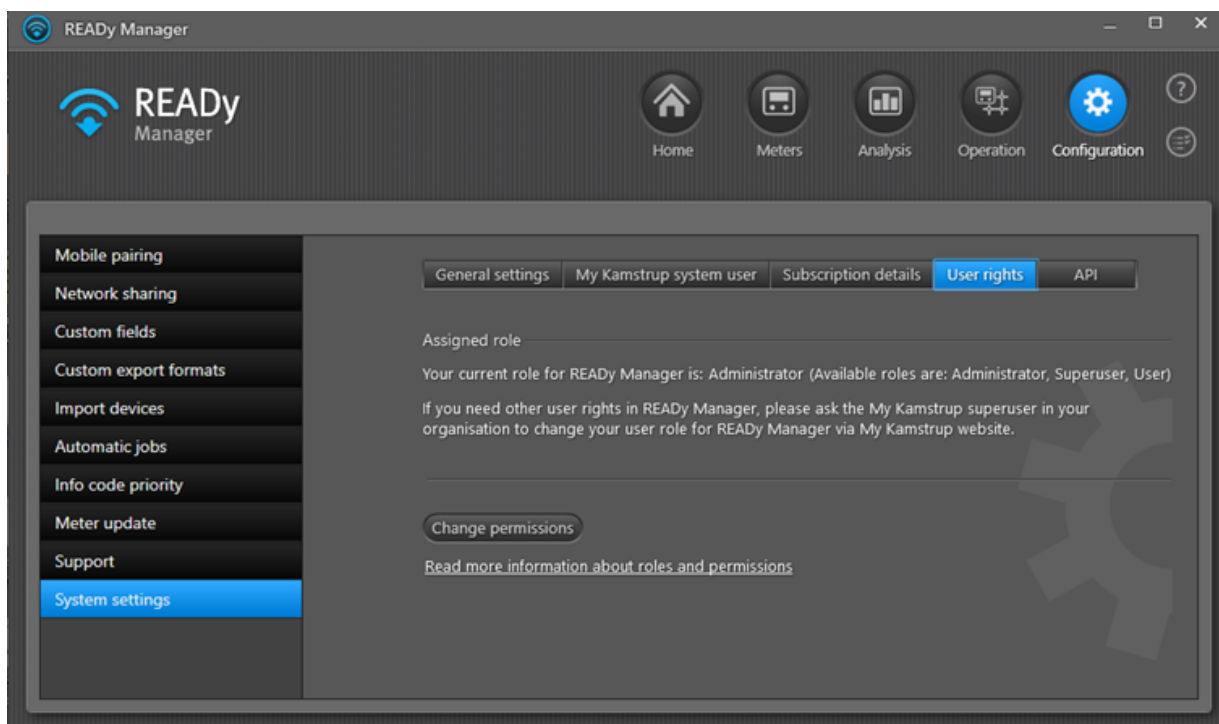 READy Manager
READy
Manager
Home
Meters
Analysis
Operation
Configuration
?
Mobile pairing
Network sharing
Custom fields
Custom export formats
Import devices
Automatic jobs
Info code priority
Meter update
Support
System settings
General settings
My Kamstrup system user
Subscription details
User rights
API
Assigned role
Your current role for READy Manager is: Administrator (Available roles are: Administrator, Superuser, User)
If you need other user rights in READy Manager, please ask the My Kamstrup superuser in your
organisation to change your user role for READy Manager via My Kamstrup website.
Change permissions
Read more information about roles and permissions